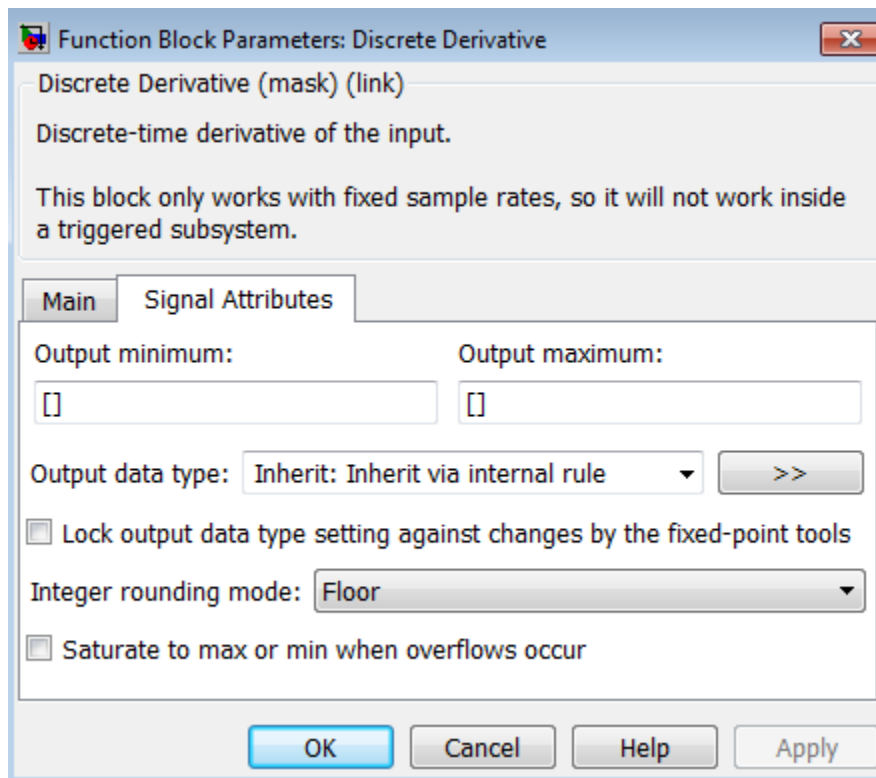 Function Block Parameters: Discrete Derivative
Discrete Derivative (mask) (link)
Discrete-time derivative of the input.
This block only works with fixed sample rates, so it will not work inside
a triggered subsystem.
Main
Signal Attributes
Output minimum:
Output maximum:
[]
[]
Output data type:
Inherit: Inherit via internal rule
>>
Lock output data type setting against changes by the fixed-point tools
Integer rounding mode:
Floor
Saturate to max or min when overflows occur
OK
Cancel
Help
Apply